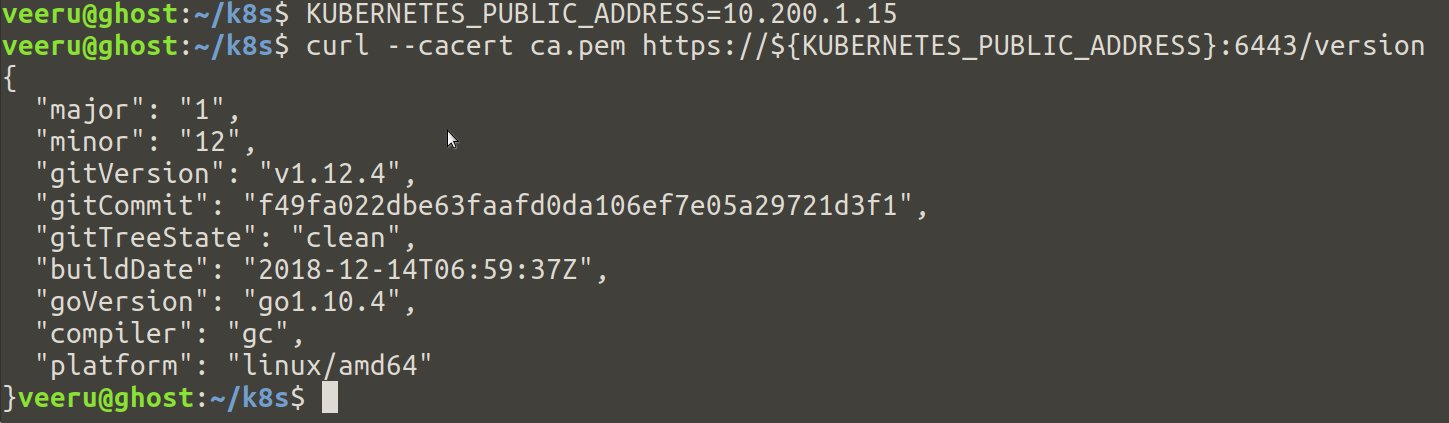 veeru@ghost:~/k8s$ KUBERNETES_PUBLIC_ADDRESS=10.200.1.15
veeru@ghost:~/k8s$ curl --cacert ca.pem https://${KUBERNETES_PUBLIC_ADDRESS}:6443/version
{
  "major": "1",
  "minor": "12",
  "gitVersion": "v1.12.4",
  "gitCommit": "f49fa022dbe63faafd0da106ef7e05a29721d3f1",
  "gitTreeState": "clean",
  "buildDate": "2018-12-14T06:59:37Z",
  "goVersion": "go1.10.4",
  "compiler": "gc",
  "platform": "linux/amd64"
}veeru@ghost:~/k8s$